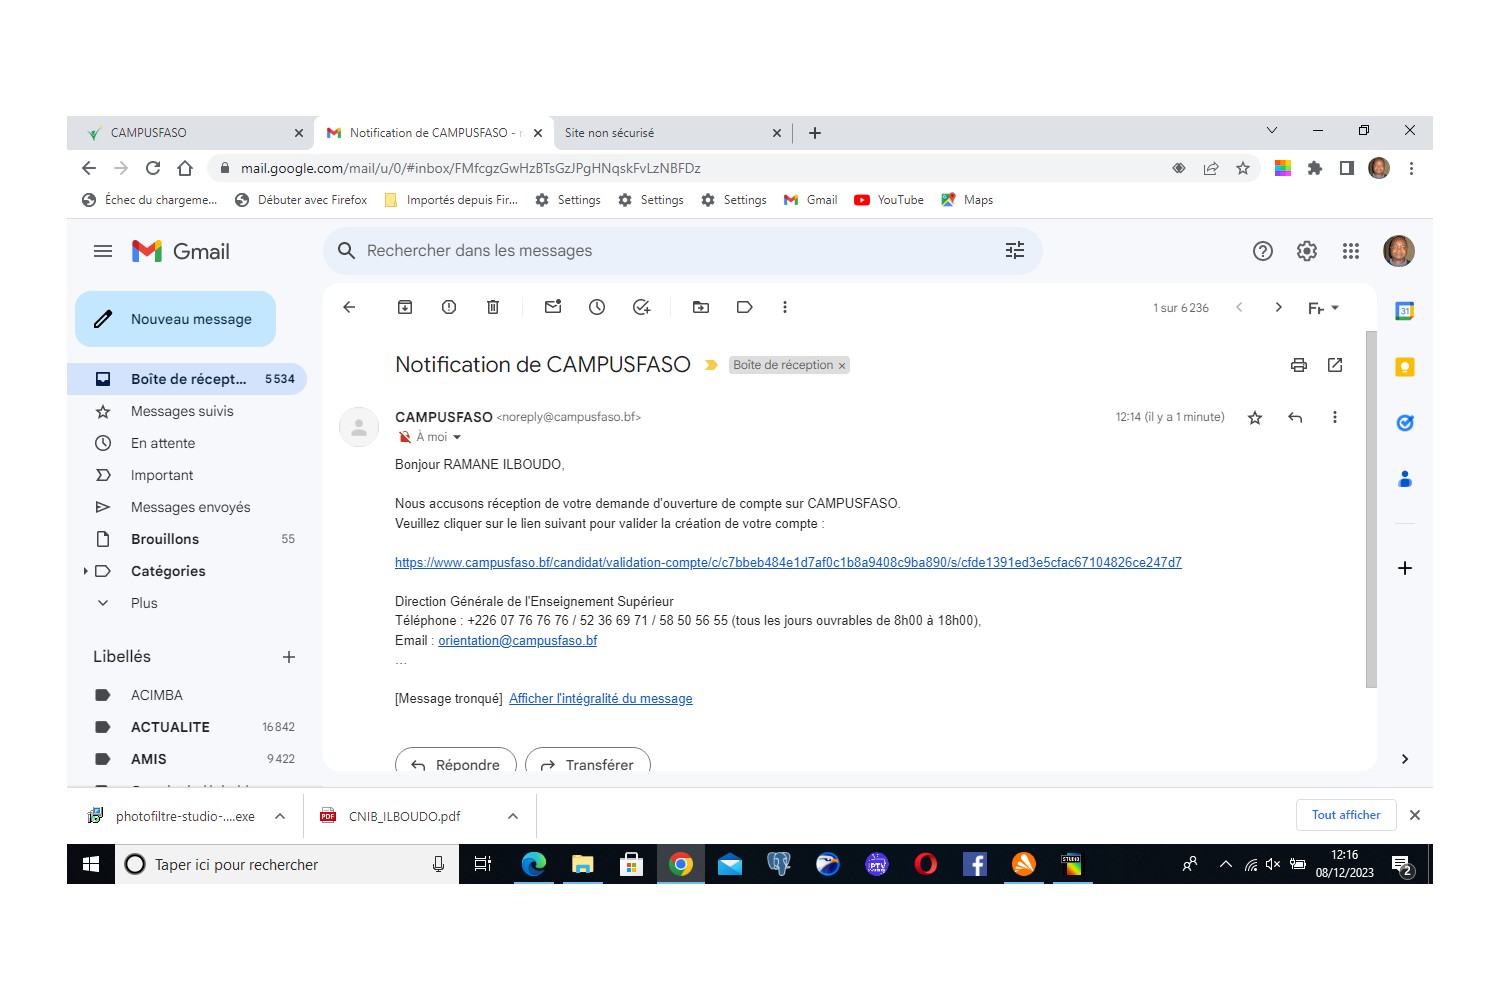 CAMPUSFASO
Notification de CAMPUSFASO - r
Site non sécurisé
mail.google.com/mail/u/0/#inbox/FMfcgzGwHzBTsGzJPgHNqskFvLzNBFDz
Échec du chargeme...
Débuter avec Firefox
Importés depuis Fir...
Settings
Settings
Settings
Gmail
YouTube
Maps
Gmail
Rechercher dans les messages
Nouveau message
1 sur 6 236
Boîte de récept... 5 534
Messages suivis
En attente
Important
Messages envoyés
Brouillons 55
Catégories
Plus
Libellés
ACIMBA
ACTUALITE 16 842
AMIS 9 422
Notification de CAMPUSFASO
Boîte de réception x
CAMPUSFASO <noreply@campusfaso.bf>
12:14 (il y a 1 minute)
À moi
Bonjour RAMANE ILBOUDO,
Nous accusons réception de votre demande d'ouverture de compte sur CAMPUSFASO.
Veuillez cliquer sur le lien suivant pour valider la création de votre compte :
https://www.campusfaso.bf/candidat/validation-compte/c/c7bbeb484e1d7af0c1b8a9408c9ba890/s/cfde1391ed3e5cfac67104826ce247d7
Direction Générale de l'Enseignement Supérieur
Téléphone : +226 07 76 76 76 / 52 36 69 71 / 58 50 56 55 (tous les jours ouvrables de 8h00 à 18h00),
Email : orientation@campusfaso.bf
...
[Message tronqué] Afficher l'intégralité du message
Répondre
Transférer
31
photofiltre-studio-....exe
PDF
CNIB_ILBOUDO.pdf
Tout afficher
Taper ici pour rechercher
STUDIO
12:16
08/12/2023
2